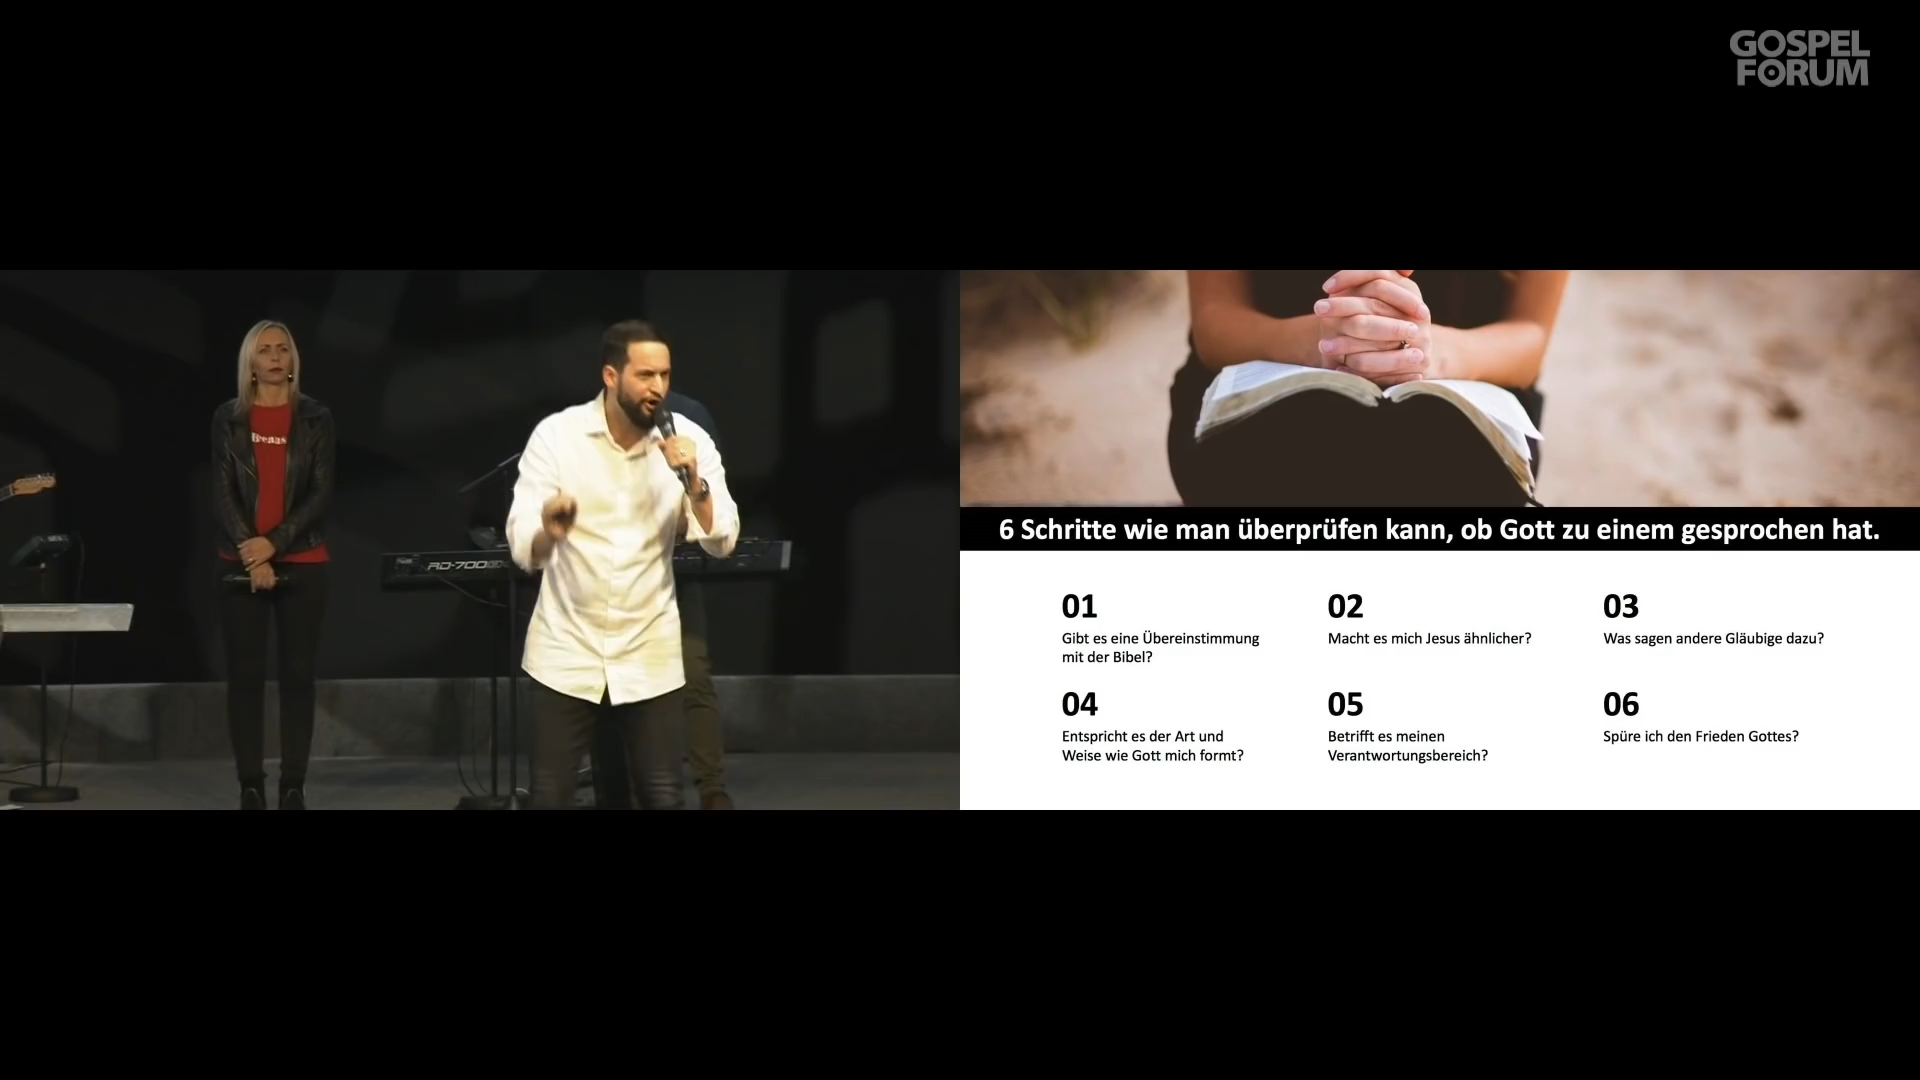 GOSPEL
FORUM
RD-700
6 Schritte wie man überprüfen kann, ob Gott zu einem gesprochen hat.
01
Gibt es eine Übereinstimmung
mit der Bibel?
02
Macht es mich Jesus ähnlicher?
03
Was sagen andere Gläubige dazu?
04
Entspricht es der Art und
Weise wie Gott mich formt?
05
Betrifft es meinen
Verantwortungsbereich?
06
Spüre ich den Frieden Gottes?